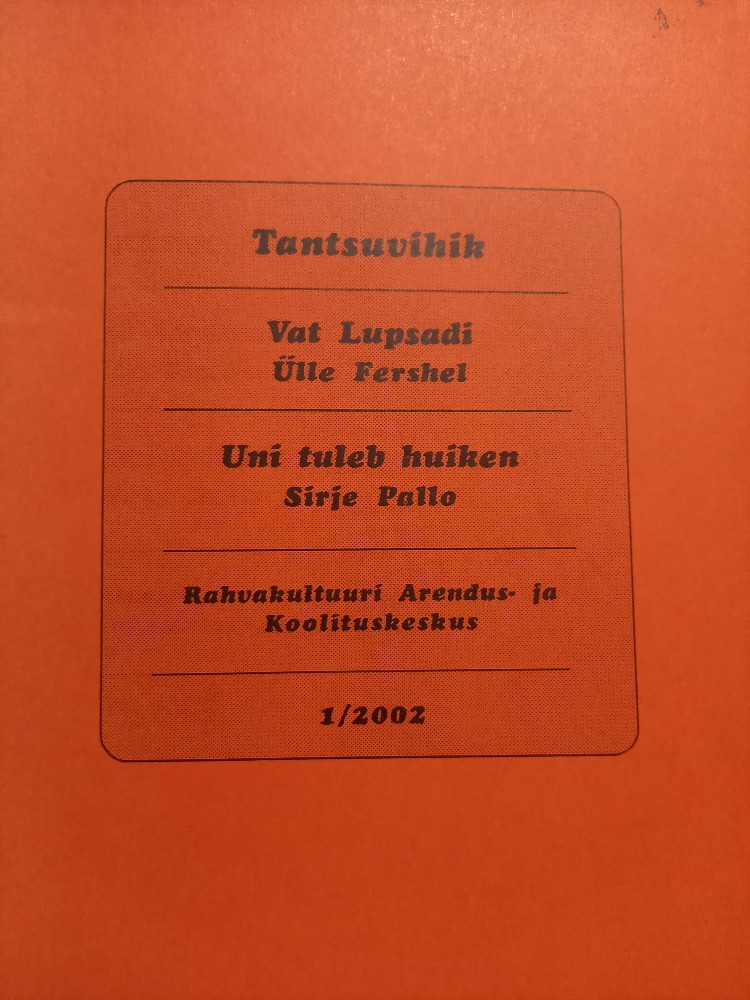 Tantsuvihik
Vat Lupsadi
Ülle Fershel
Uni tuleb huiken
Sirje Pallo
Rahvakultuuri Arendus- ja
Koolituskeskus
1/2002